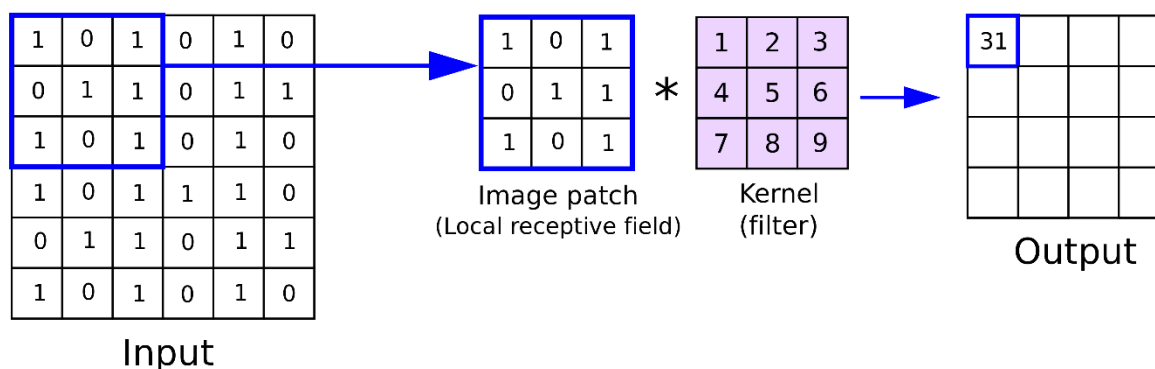 1 0 1 0 1 0
0 1 1 0 1 1
1 0 1 0 1 0
1 0 1 1 1 0
0 1 1 0 1 1
1 0 1 0 1 0
Input
1 0 1
0 1 1
1 0 1
Image patch
(Local receptive field)
*
1 2 3
4 5 6
7 8 9
Kernel
(filter)
31
Output